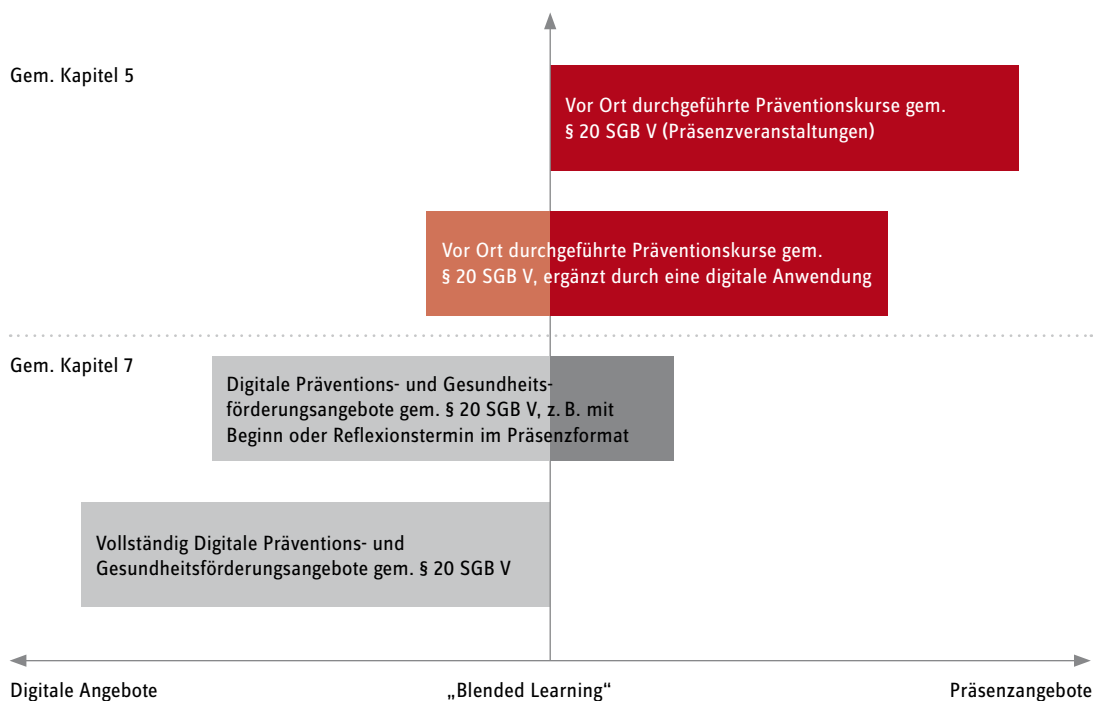 Gem. Kapitel 5
Vor Ort durchgeführte Präventionskurse gem.
§ 20 SGB V (Präsenzveranstaltungen)
Vor Ort durchgeführte Präventionskurse gem.
§ 20 SGB V, ergänzt durch eine digitale Anwendung
Gem. Kapitel 7
Digitale Präventions- und Gesundheits-
förderungsangebote gem. § 20 SGB V, z. B. mit
Beginn oder Reflexionstermin im Präsenzformat
Vollständig Digitale Präventions- und
Gesundheitsförderungsangebote gem. § 20 SGB V
Digitale Angebote
„Blended Learning“
Präsenzangebote